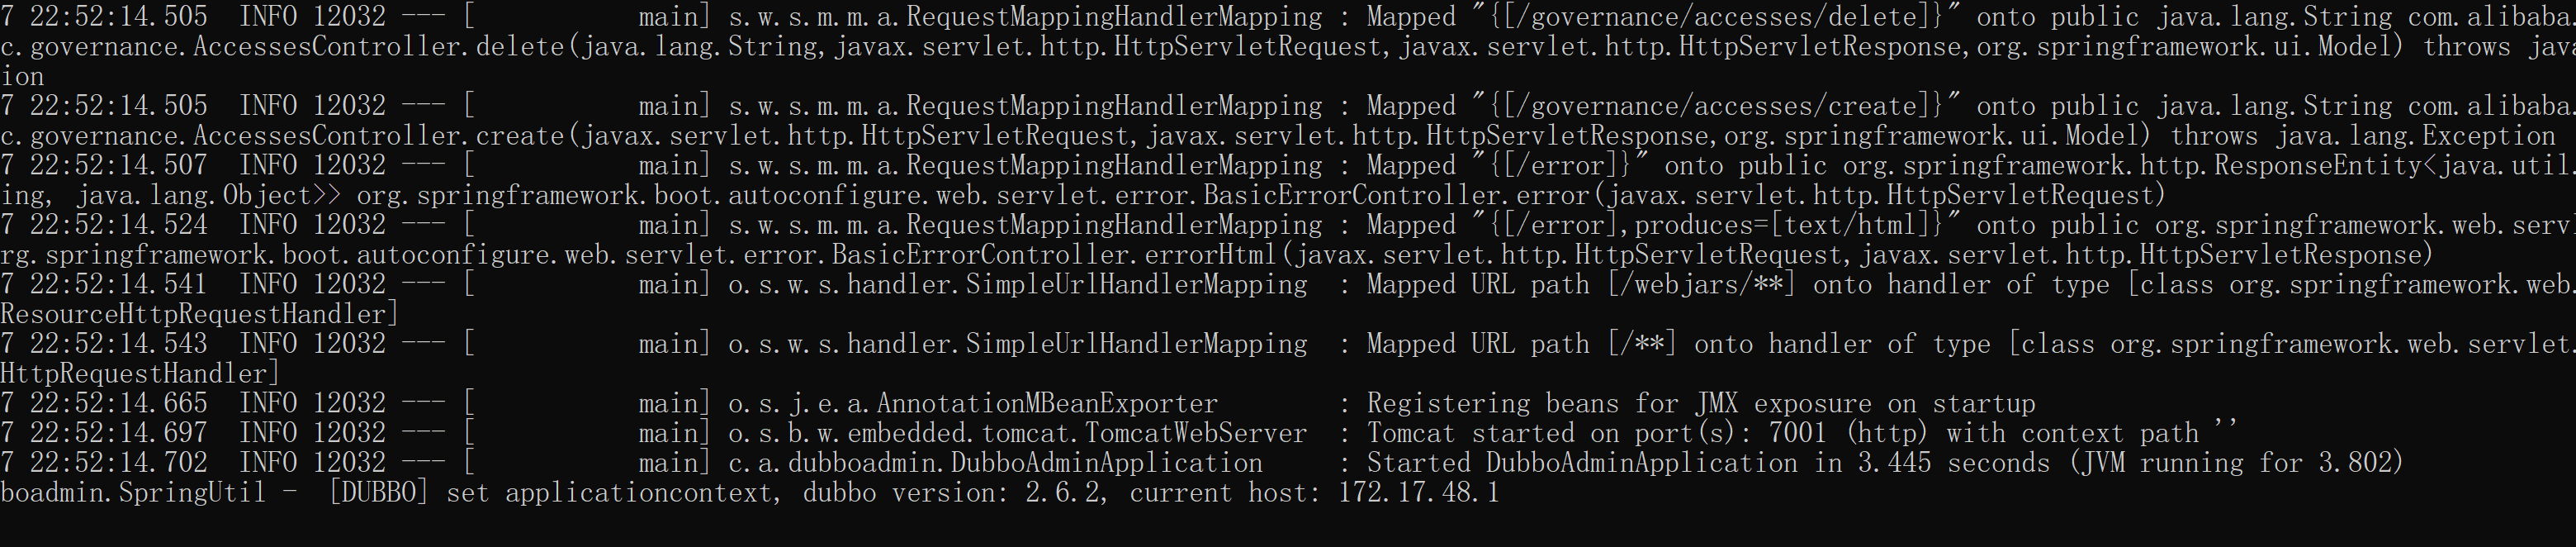 7 22:52:14.505  INFO 12032 --- [           main] s.w.s.m.m.a.RequestMappingHandlerMapping : Mapped "{[/governance/accesses/delete]}" onto public java.lang.String com.alibaba.
c.governance.AccessesController.delete(java.lang.String,javax.servlet.http.HttpServletRequest,javax.servlet.http.HttpServletResponse,org.springframework.ui.Model) throws java
ion
7 22:52:14.505  INFO 12032 --- [           main] s.w.s.m.m.a.RequestMappingHandlerMapping : Mapped "{[/governance/accesses/create]}" onto public java.lang.String com.alibaba.
c.governance.AccessesController.create(javax.servlet.http.HttpServletRequest,javax.servlet.http.HttpServletResponse,org.springframework.ui.Model) throws java.lang.Exception
7 22:52:14.507  INFO 12032 --- [           main] s.w.s.m.m.a.RequestMappingHandlerMapping : Mapped "{[/error]}" onto public org.springframework.http.ResponseEntity<java.util.
ing, java.lang.Object>> org.springframework.boot.autoconfigure.web.servlet.error.BasicErrorController.error(javax.servlet.http.HttpServletRequest)
7 22:52:14.524  INFO 12032 --- [           main] s.w.s.m.m.a.RequestMappingHandlerMapping : Mapped "{[/error],produces=[text/html]}" onto public org.springframework.web.servl
rg.springframework.boot.autoconfigure.web.servlet.error.BasicErrorController.errorHtml(javax.servlet.http.HttpServletRequest,javax.servlet.http.HttpServletResponse)
7 22:52:14.541  INFO 12032 --- [           main] o.s.w.s.handler.SimpleUrlHandlerMapping  : Mapped URL path [/webjars/**] onto handler of type [class org.springframework.web.
ResourceHttpRequestHandler]
7 22:52:14.543  INFO 12032 --- [           main] o.s.w.s.handler.SimpleUrlHandlerMapping  : Mapped URL path [/**] onto handler of type [class org.springframework.web.servlet.
HttpRequestHandler]
7 22:52:14.665  INFO 12032 --- [           main] o.s.j.e.a.AnnotationMBeanExporter        : Registering beans for JMX exposure on startup
7 22:52:14.697  INFO 12032 --- [           main] o.s.b.w.embedded.tomcat.TomcatWebServer  : Tomcat started on port(s): 7001 (http) with context path ''
7 22:52:14.702  INFO 12032 --- [           main] c.a.dubboadmin.DubboAdminApplication     : Started DubboAdminApplication in 3.445 seconds (JVM running for 3.802)
boadmin.SpringUtil -  [DUBBO] set applicationcontext, dubbo version: 2.6.2, current host: 172.17.48.1